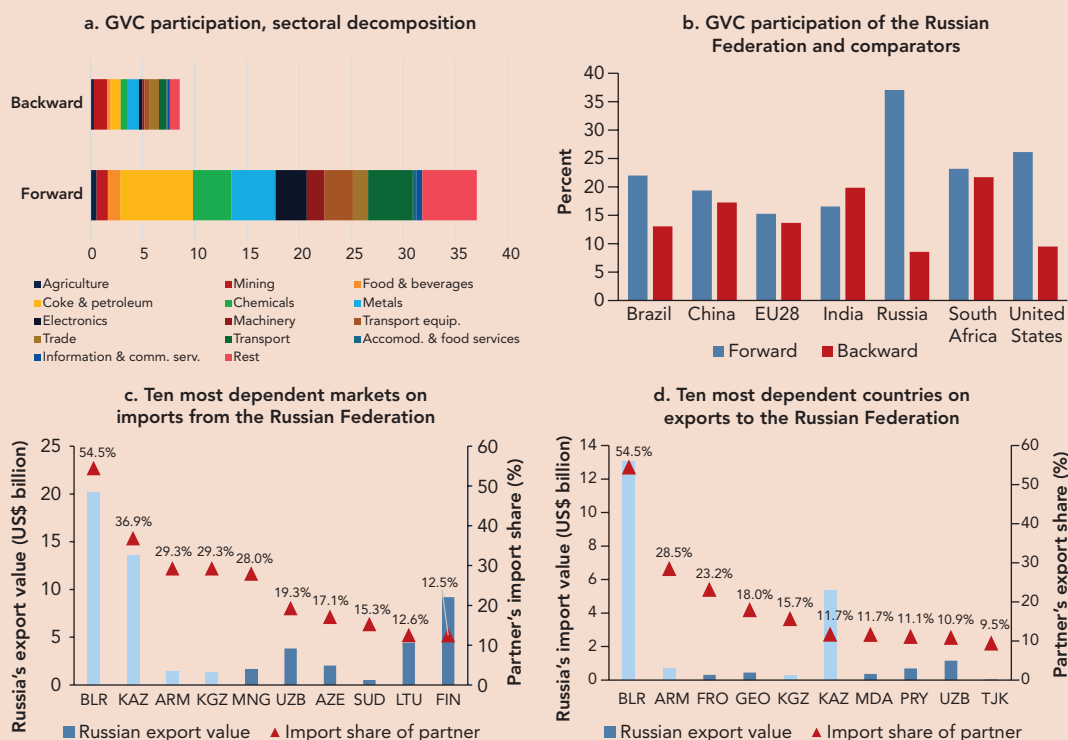 a. GVC participation, sectoral decomposition
Backward
Forward
0 5 10 15 20 25 30 35 40
Agriculture Mining Food & beverages
Coke & petroleum Chemicals Metals
Electronics Machinery Transport equip.
Trade Transport Accomod. & food services
Information & comm. serv. Rest
b. GVC participation of the Russian
Federation and comparators
Percent
40
35
30
25
20
15
10
5
0
Brazil China EU28 India Russia South United
Africa States
Forward Backward
c. Ten most dependent markets on
imports from the Russian Federation
Russia's export value (US$ billion)
25
20
15
10
5
0
54.5%
36.9%
29.3% 29.3% 28.0%
19.3% 17.1% 15.3% 12.6% 12.5%
60
50
40
30
20
10
0
Partner's import share (%)
BLR KAZ ARM KGZ MNG UZB AZE SUD LTU FIN
Russian export value Import share of partner
d. Ten most dependent countries on
exports to the Russian Federation
Russia's import value (US$ billion)
14
12
10
8
6
4
2
0
54.5%
28.5%
23.2%
18.0% 15.7%
11.7% 11.7% 11.1% 10.9% 9.5%
60
50
40
30
20
10
0
Partner's export share (%)
BLR ARM FRO GEO KGZ KAZ MDA PRY UZB TJK
Russian export value Import share of partner